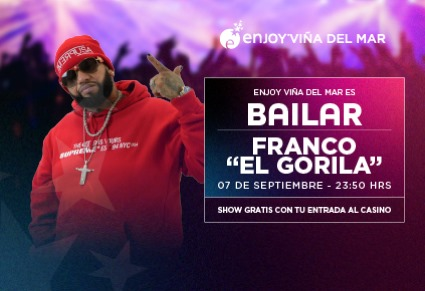 enjoy VIÑA DEL MAR
ENJOY VIÑA DEL MAR ES
BAILAR
FRANCO
“EL GORILA”
07 DE SEPTIEMBRE - 23:50 HRS
SHOW GRATIS CON TU ENTRADA AL CASINO
SUPREME